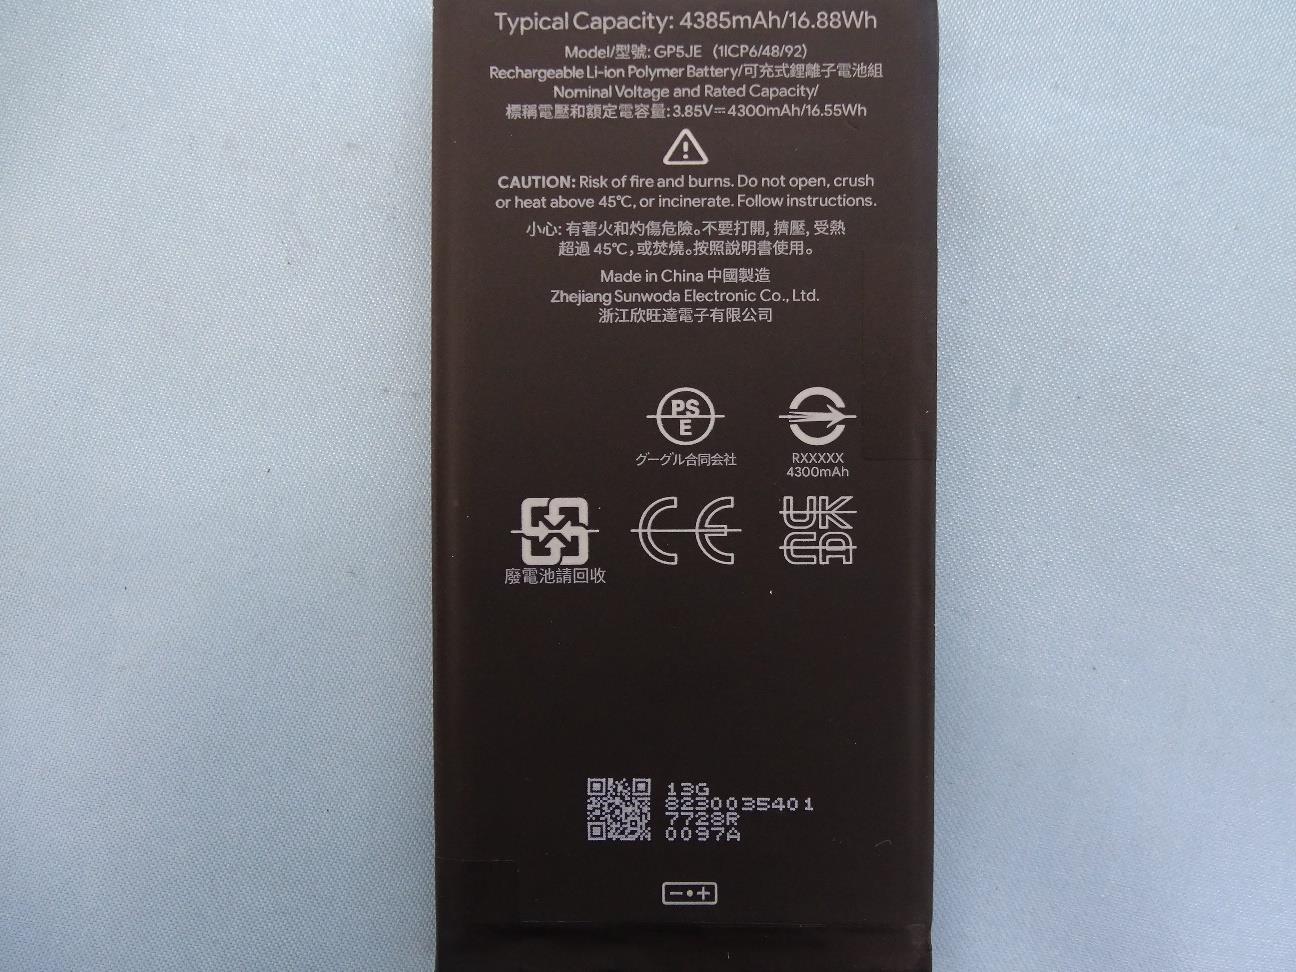 Typical Capacity: 4385mAh/16.88Wh
Model/型號: GP5JE (1ICP6/48/92)
Rechargeable Li-ion Polymer Battery/可充式鋰離子電池組
Nominal Voltage and Rated Capacity/
標稱電壓和額定電容量: 3.85V⎓4300mAh/16.55Wh
CAUTION: Risk of fire and burns. Do not open, crush
or heat above 45℃, or incinerate. Follow instructions.
小心: 有著火和灼傷危險。不要打開, 擠壓, 受熱
超過 45℃, 或焚燒。按照說明書使用。
Made in China 中國製造
Zhejiang Sunwoda Electronic Co., Ltd.
浙江欣旺達電子有限公司
PS
E
グーグル合同会社
RXXXXX
4300mAh
廢電池請回收
CE
UK
CA
13G
8230035401
7728R
0097A